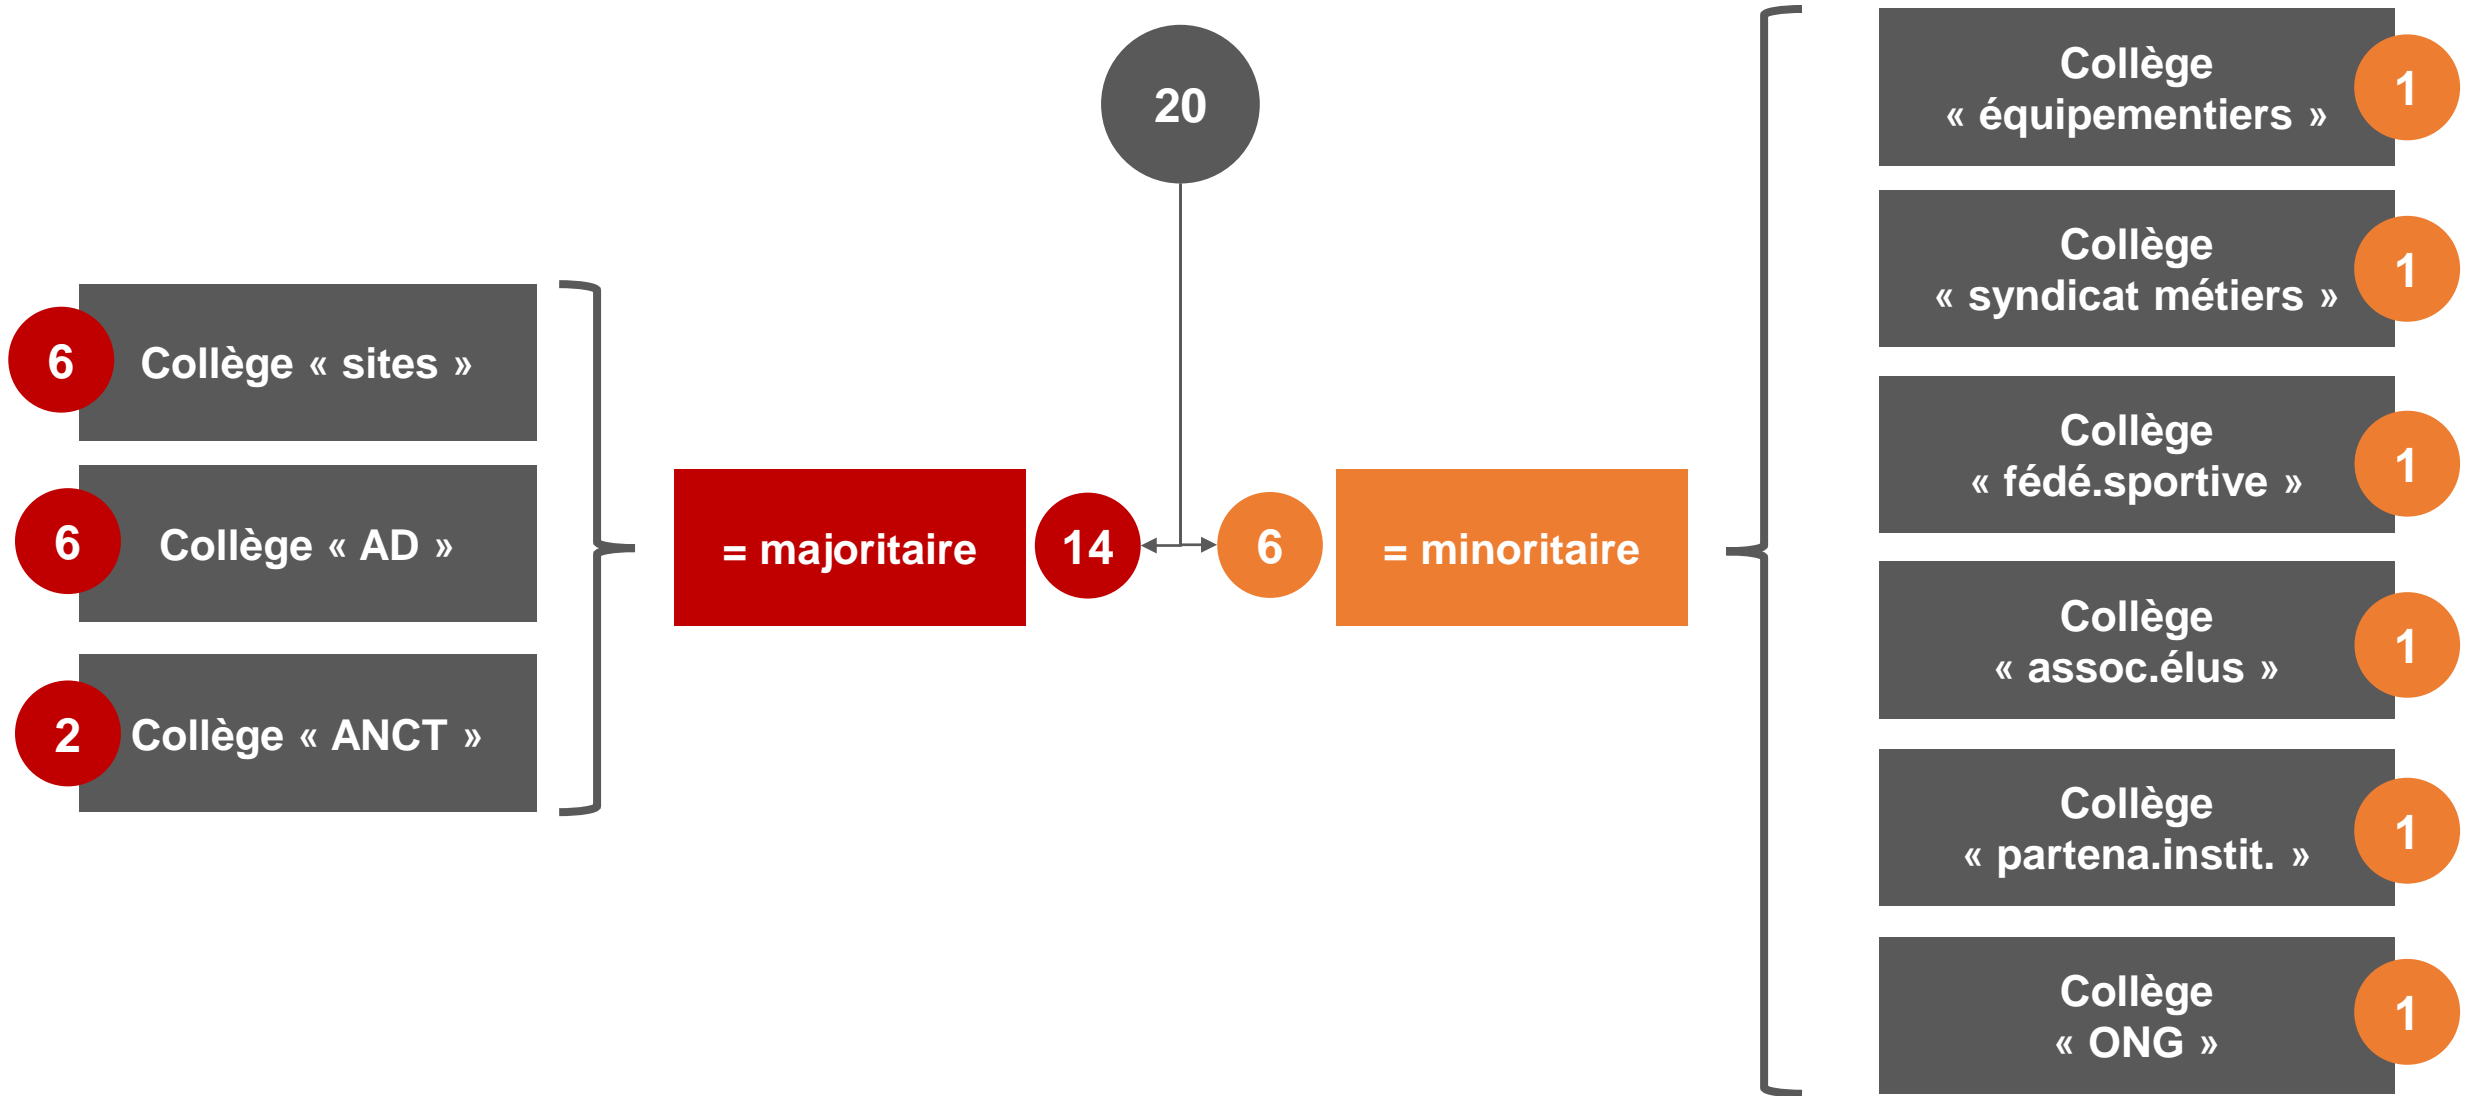 20
6
Collège « sites »
6
Collège « AD »
2
Collège « ANCT »
= majoritaire
14
6
= minoritaire
Collège
« équipementiers »
1
Collège
« syndicat métiers »
1
Collège
« fédé.sportive »
1
Collège
« assoc.élus »
1
Collège
« partena.instit. »
1
Collège
« ONG »
1